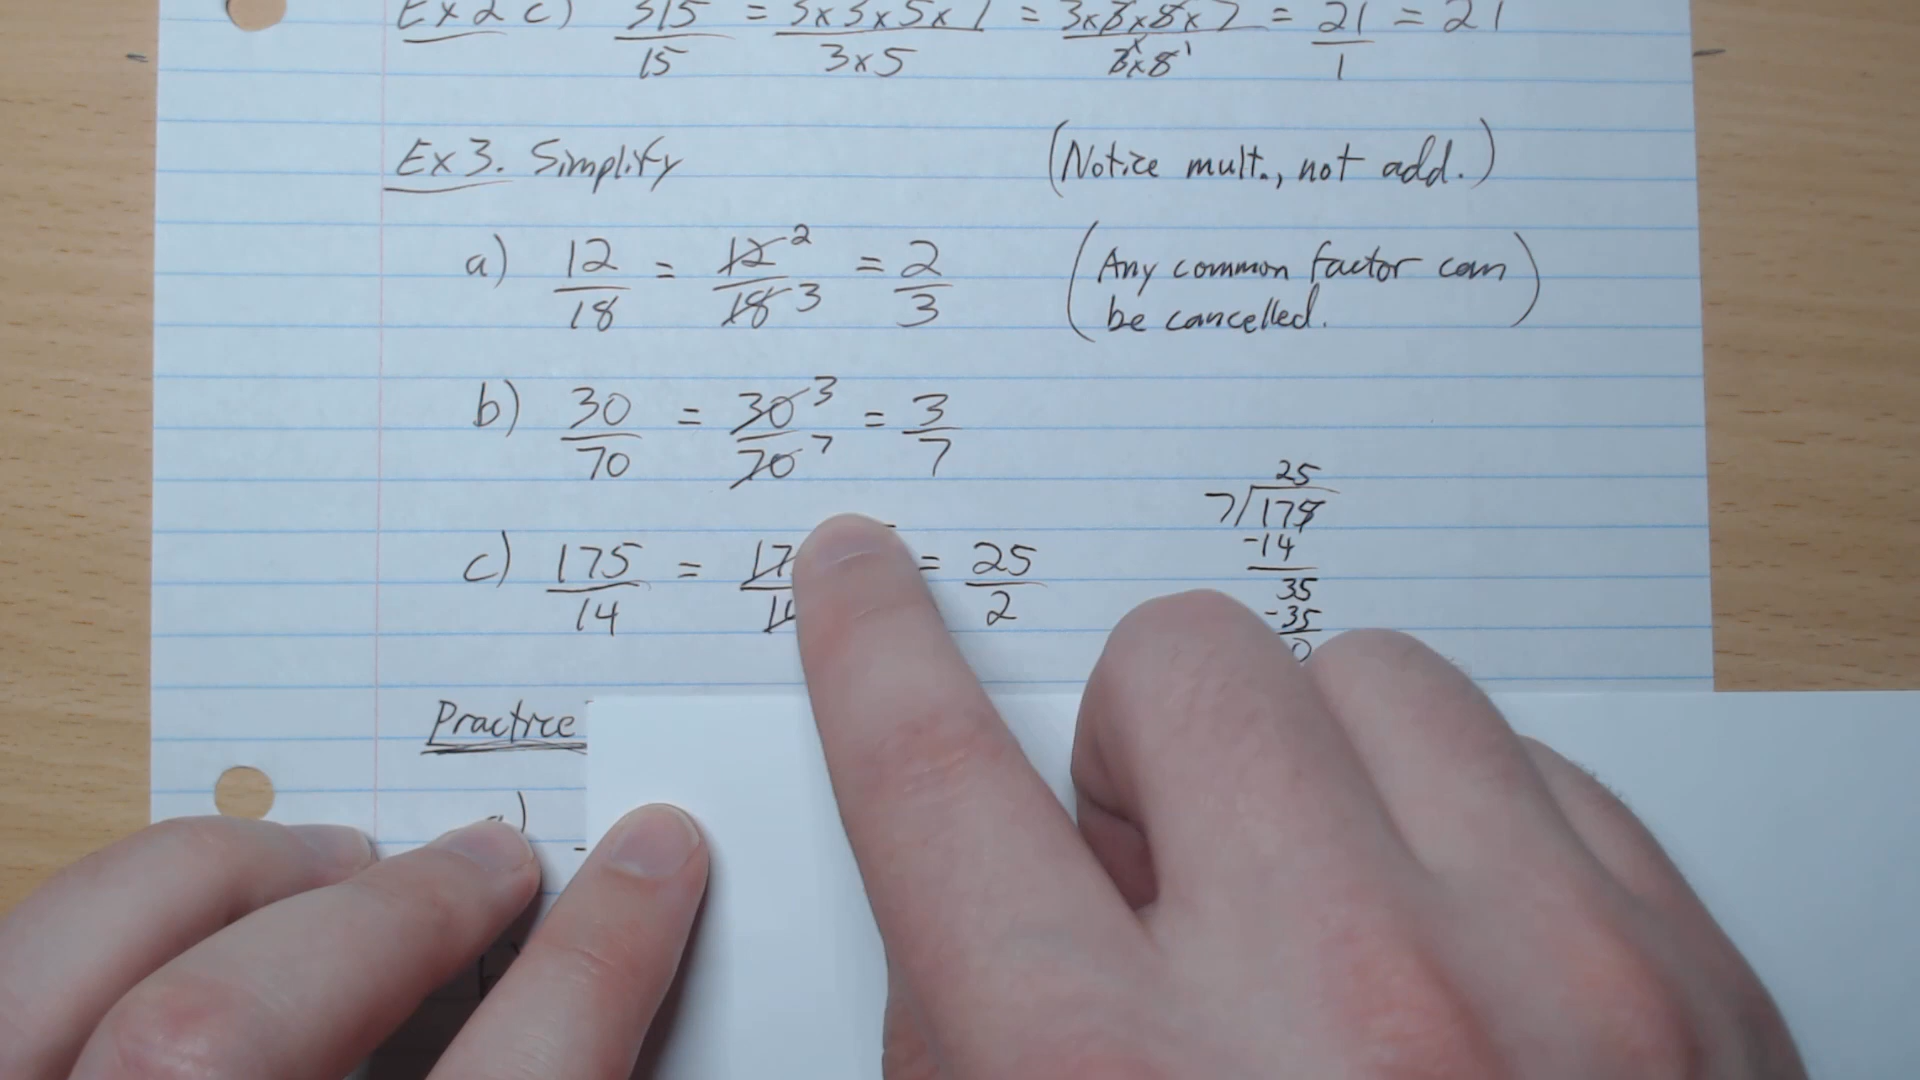 Ex 2 c) 315/15 = 3x3x5x7/3x5 = 3x3x5x7/3x5 = 21/1 = 21
Ex 3. Simplify (Notice mult., not add.)
a) 12/18 = 12 2/18 3 = 2/3 (Any common factor can
be cancelled.)
b) 30/70 = 30 3/70 7 = 3/7
c) 175/14 = = 25/2
25
7 175
-14
35
-35
0
Practice
a)